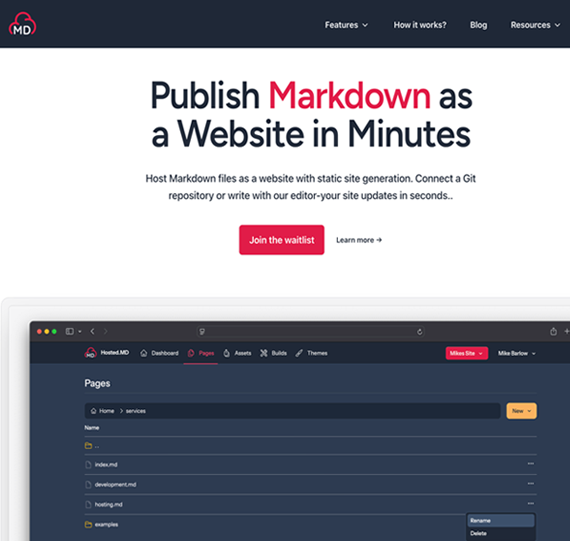 MD
Features
How it works?
Blog
Resources
Publish Markdown as
a Website in Minutes
Host Markdown files as a website with static site generation. Connect a Git
repository or write with our editor-your site updates in seconds..
Join the waitlist
Learn more →
MD Hosted.MD
Dashboard
Pages
Assets
Builds
Themes
Mikes Site
Mike Barlow
Pages
Home > services
New
Name
..
index.md
development.md
hosting.md
examples
Rename
Delete